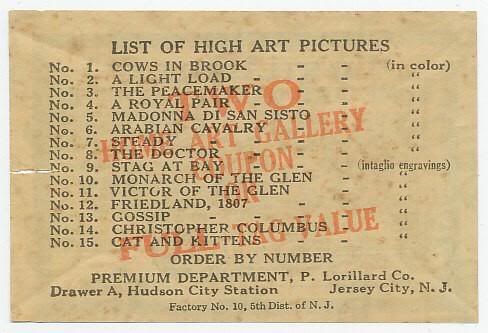 LIST OF HIGH ART PICTURES
No. 1. COWS IN BROOK - - (in color)
No. 2. A LIGHT LOAD - - - "
No. 3. THE PEACEMAKER - - - "
No. 4. A ROYAL PAIR - - - "
No. 5. MADONNA DI SAN SISTO - - "
No. 6. ARABIAN CAVALRY - - "
No. 7. STEADY - - - - "
No. 8. THE DOCTOR - - - "
No. 9. STAG AT BAY - - (intaglio engravings)
No. 10. MONARCH OF THE GLEN - - "
No. 11. VICTOR OF THE GLEN - "
No. 12. FRIEDLAND, 1807 - - "
No. 13. GOSSIP - - - - "
No. 14. CHRISTOPHER COLUMBUS - - "
No. 15. CAT AND KITTENS - - "
ORDER BY NUMBER
PREMIUM DEPARTMENT, P. Lorillard Co.
Drawer A, Hudson City Station Jersey City, N. J.
Factory No. 10, 5th Dist. of N. J.
TWO
HELMAR ART GALLERY
COUPON
OR
FULL TAG VALUE